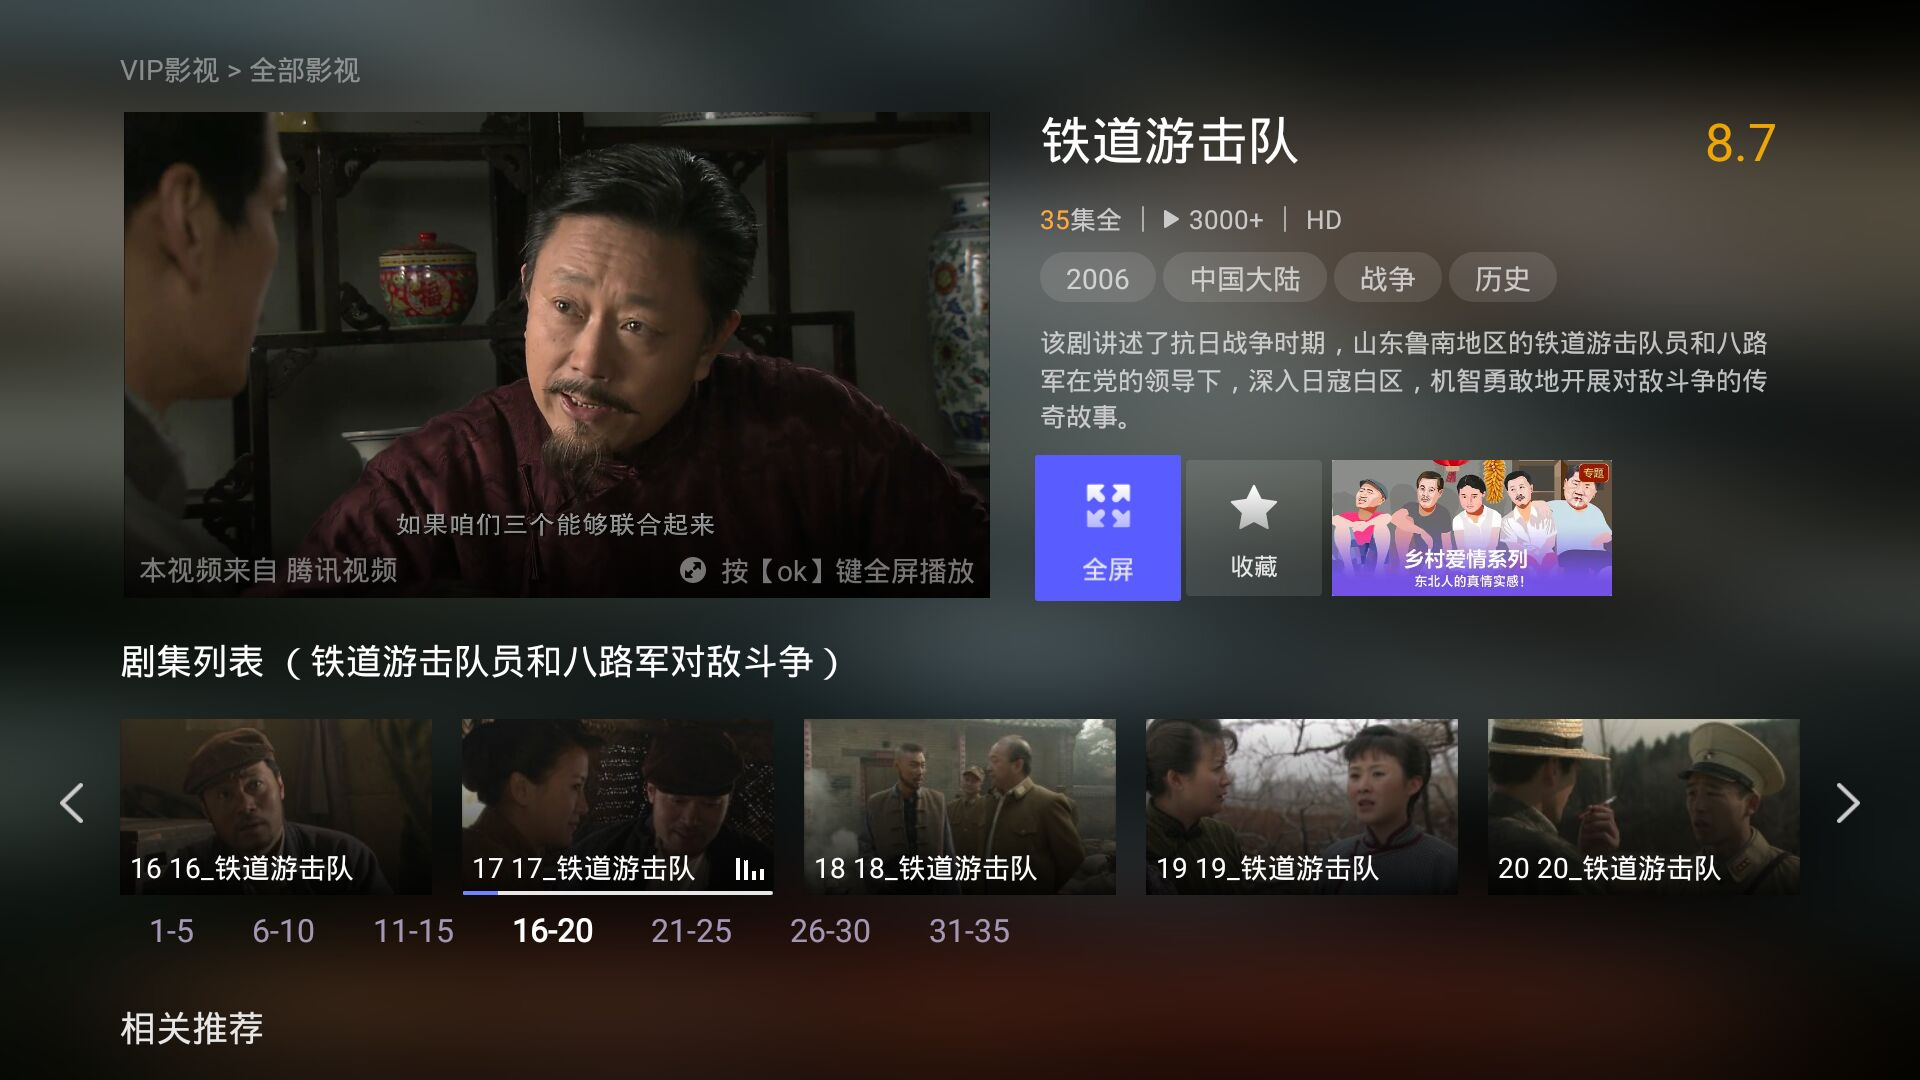 VIP影视 > 全部影视
铁道游击队
8.7
35集全 | 3000+ | HD
2006 中国大陆 战争 历史
该剧讲述了抗日战争时期，山东鲁南地区的铁道游击队员和八路
军在党的领导下，深入日寇白区，机智勇敢地开展对敌斗争的传
奇故事。
福
如果咱们三个能够联合起来
本视频来自 腾讯视频
按【ok】键全屏播放
全屏
收藏
专题
乡村爱情系列
东北人的真情实感！
剧集列表 （铁道游击队员和八路军对敌斗争）
16 16_铁道游击队
17 17_铁道游击队
18 18_铁道游击队
19 19_铁道游击队
20 20_铁道游击队
1-5 6-10 11-15 16-20 21-25 26-30 31-35
相关推荐